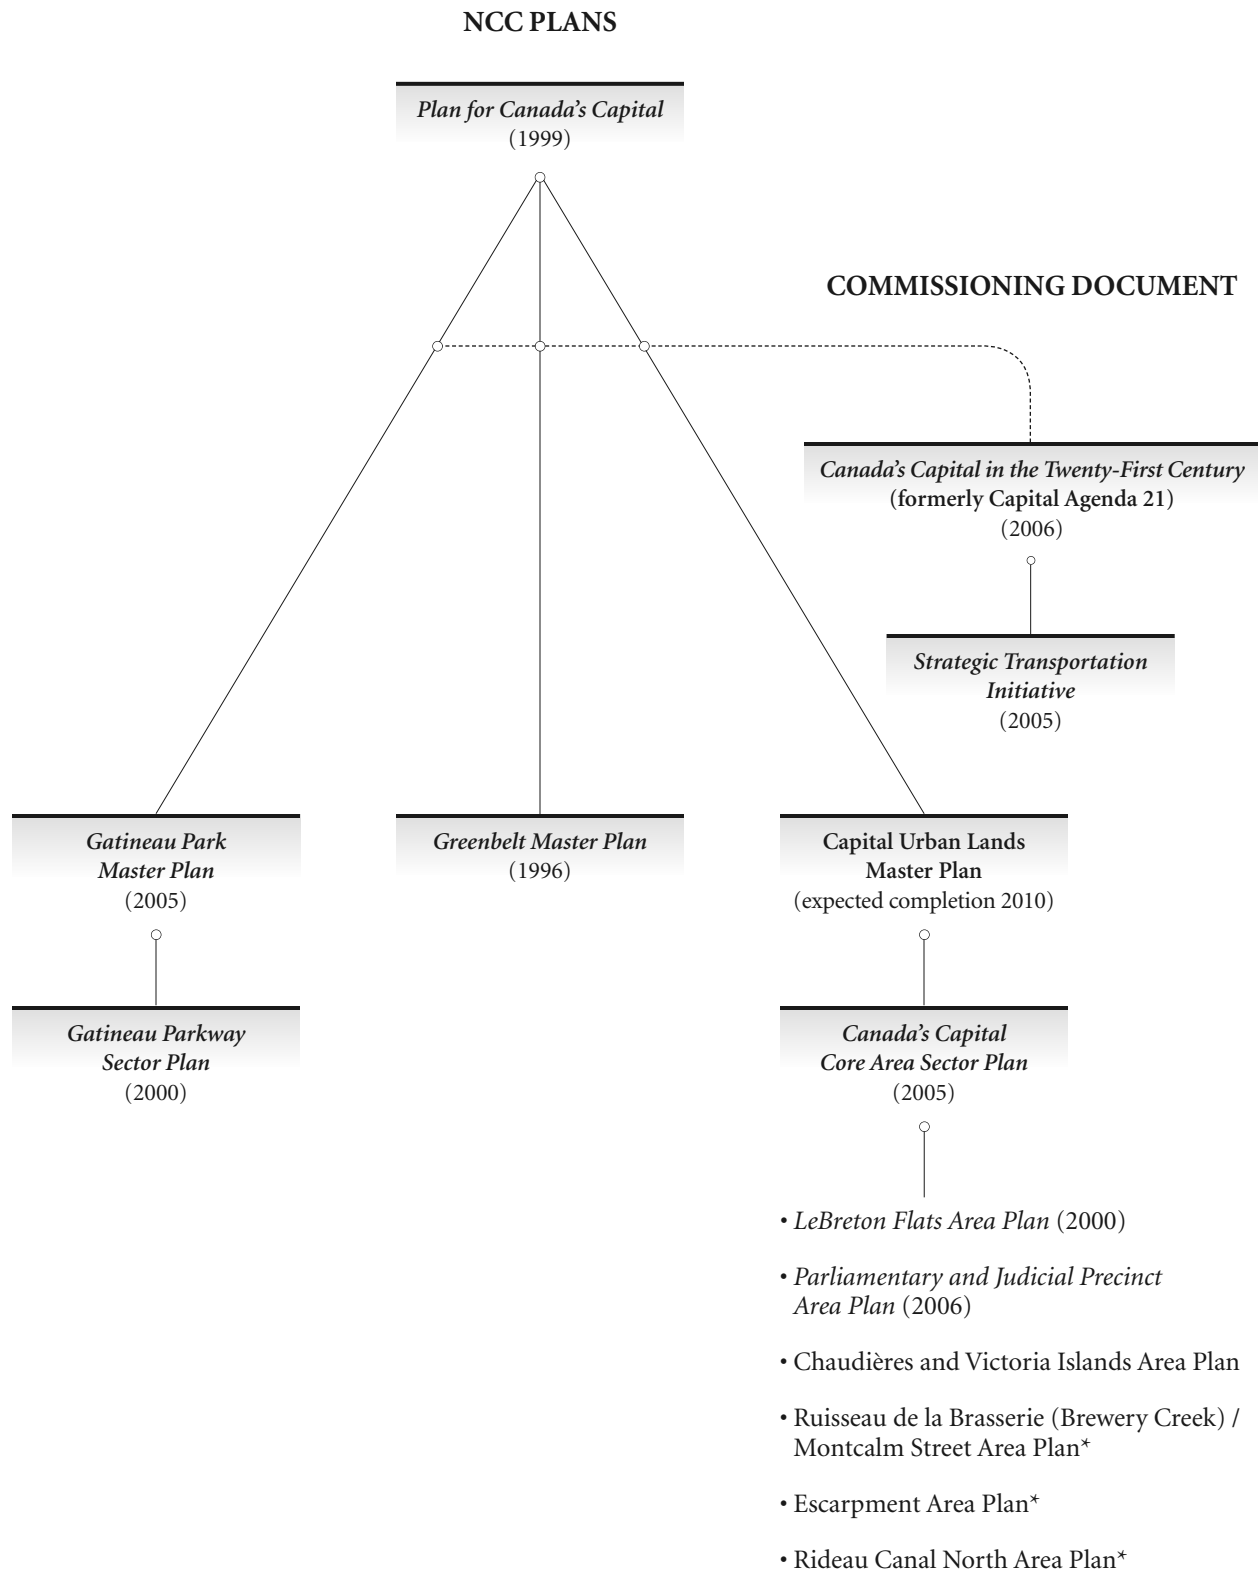 NCC PLANS
Plan for Canada’s Capital
(1999)
COMMISSIONING DOCUMENT
Canada’s Capital in the Twenty-First Century
(formerly Capital Agenda 21)
(2006)
Strategic Transportation
Initiative
(2005)
Gatineau Park
Master Plan
(2005)
Greenbelt Master Plan
(1996)
Capital Urban Lands
Master Plan
(expected completion 2010)
Gatineau Parkway
Sector Plan
(2000)
Canada’s Capital
Core Area Sector Plan
(2005)
• LeBreton Flats Area Plan (2000)
• Parliamentary and Judicial Precinct
Area Plan (2006)
• Chaudières and Victoria Islands Area Plan
• Ruisseau de la Brasserie (Brewery Creek) /
Montcalm Street Area Plan*
• Escarpment Area Plan*
• Rideau Canal North Area Plan*